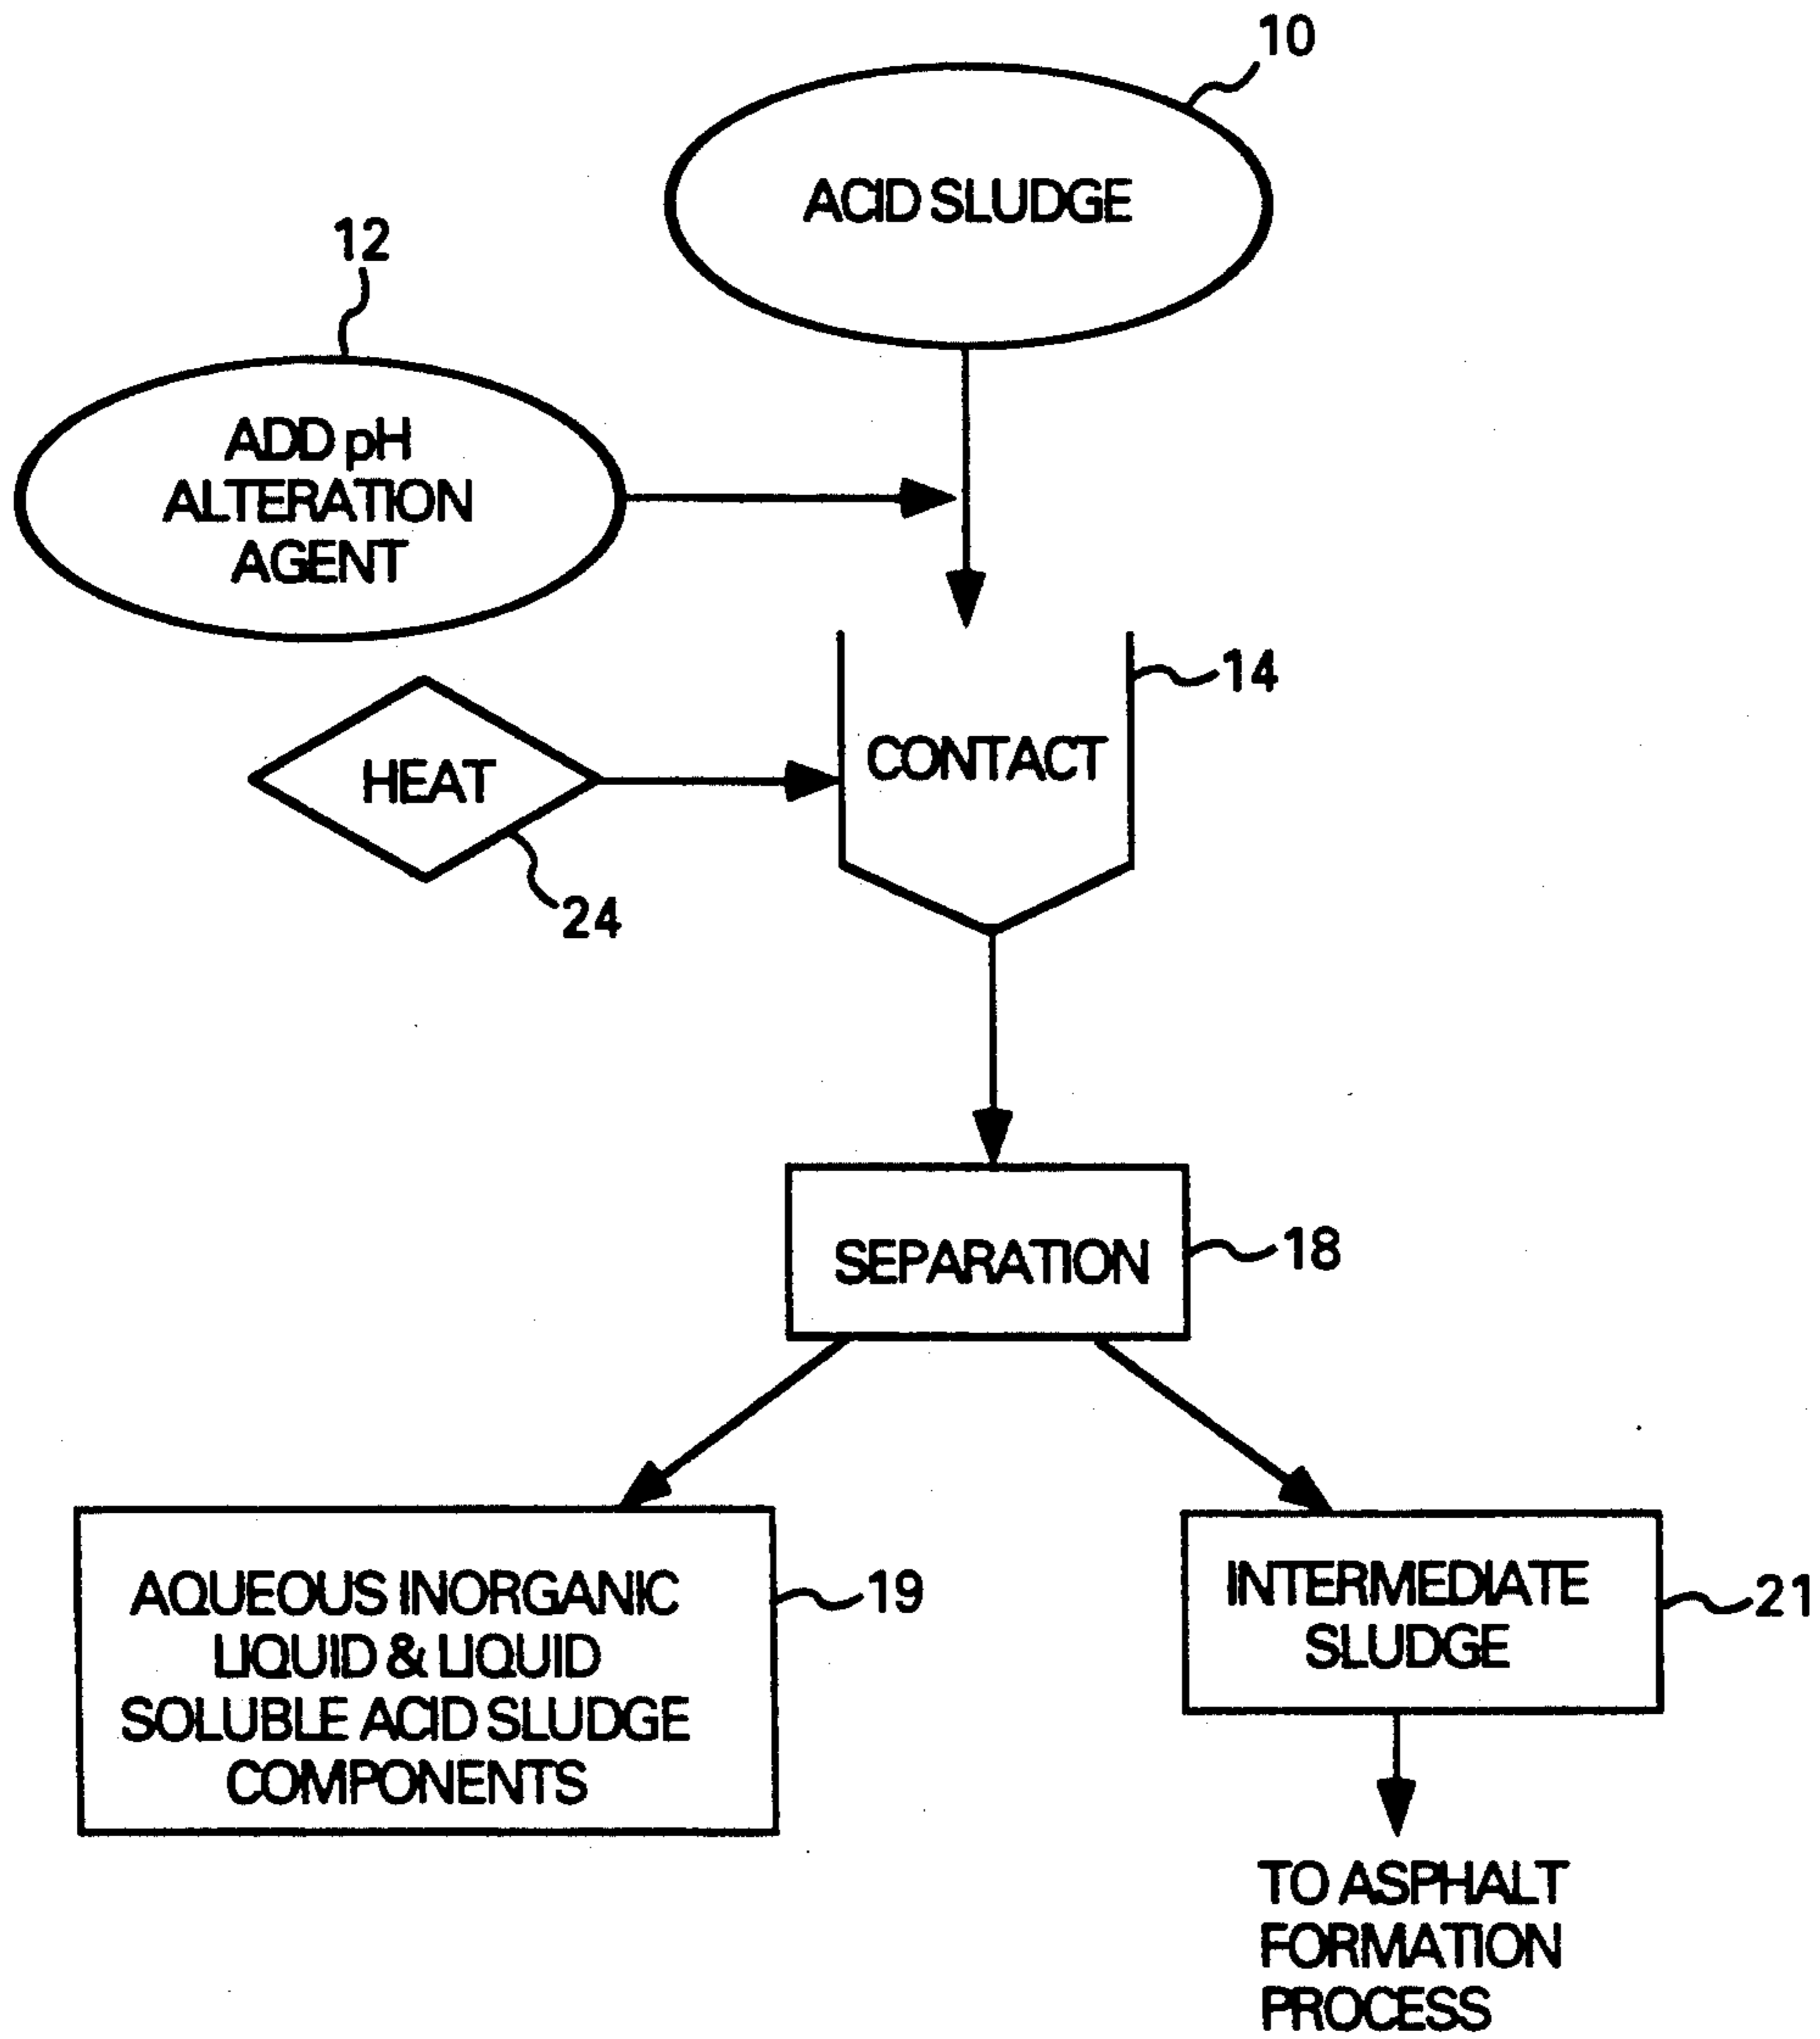 10
ACID SLUDGE
12
ADD pH
ALTERATION
AGENT
14
CONTACT
HEAT
24
SEPARATION
18
AQUEOUS INORGANIC
LIQUID & LIQUID
SOLUBLE ACID SLUDGE
COMPONENTS
19
INTERMEDIATE
SLUDGE
21
TO ASPHALT
FORMATION
PROCESS